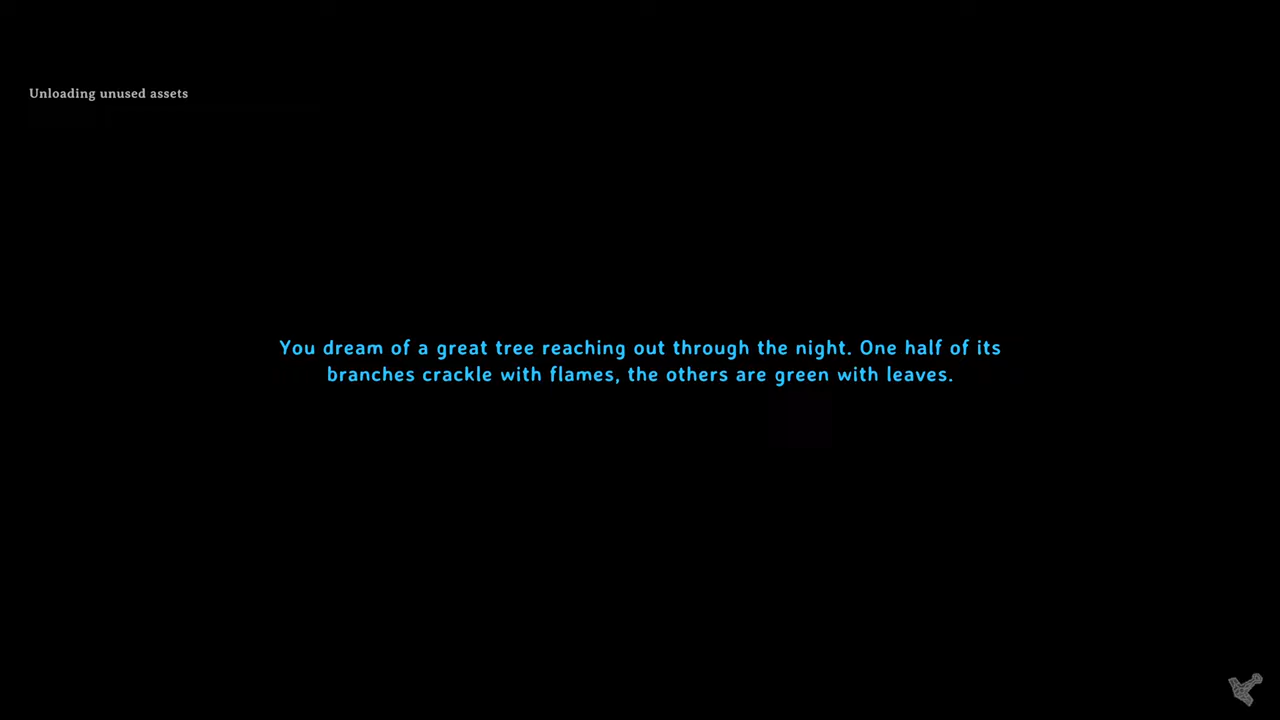 Unloading unused assets
You dream of a great tree reaching out through the night. One half of its
branches crackle with flames, the others are green with leaves.